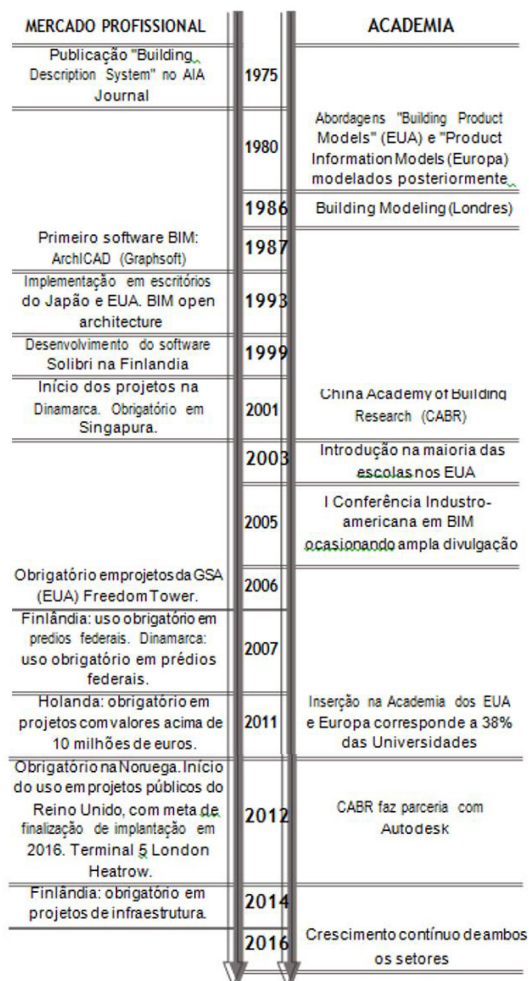 MERCADO PROFISSIONAL
ACADEMIA
Publicação "Building
Description System" no AIA
Journal
1975
1980
Abordagens "Building Product
Models" (EUA) e "Product
Information Models (Europa)
modelados posteriormente
1986
Building Modeling (Londres)
Primeiro software BIM:
ArchICAD (Graphsoft)
1987
Implementação em escritórios
do Japão e EUA. BIM open
architecture
1993
Desenvolvimento do software
Solibri na Finlandia
1999
Início dos projetos na
Dinamarca. Obrigatório em
Singapura.
2001
China Academy of Building
Research (CABR)
2003
Introdução na maioria das
escolas nos EUA
2005
I Conferência Industro-
americana em BIM
ocasionando ampla divulgação
Obrigatório em projetos da GSA
(EUA) Freedom Tower.
2006
Finlândia: uso obrigatório em
predios federais. Dinamarca:
uso obrigatório em prédios
federais.
2007
Holanda: obrigatório em
projetos com valores acima de
10 milhões de euros.
2011
Inserção na Academia dos EUA
e Europa corresponde a 38%
das Universidades
Obrigatório na Noruega. Início
do uso em projetos públicos do
Reino Unido, com meta de
finalização de implantação em
2016. Terminal 5 London
Heatrow.
2012
CABR faz parceria com
Autodesk
Finlândia: obrigatório em
projetos de infraestrutura.
2014
2016
Crescimento contínuo de ambos
os setores